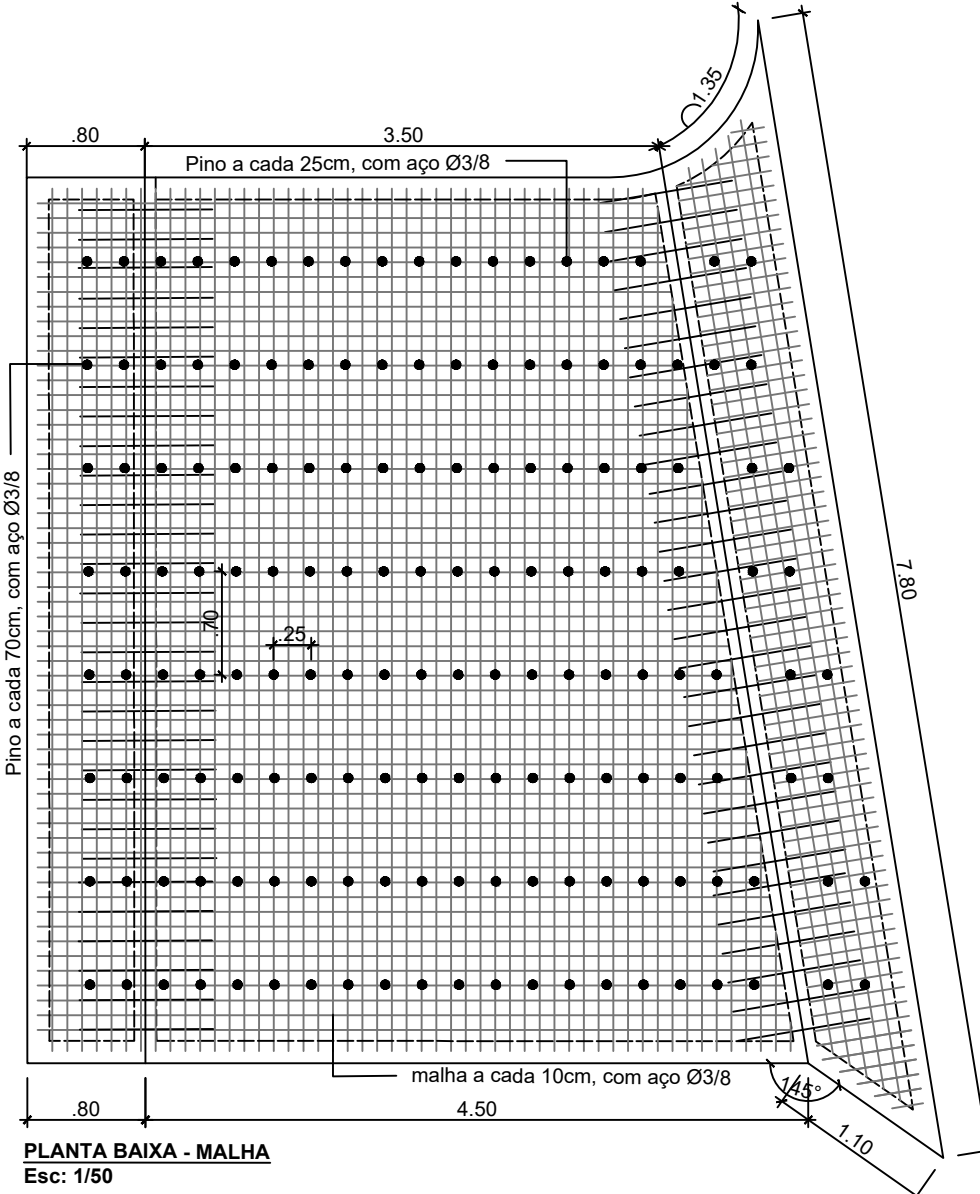 1.35
.80
3.50
Pino a cada 25cm, com aço Ø3/8
Pino a cada 70cm, com aço Ø3/8
7.80
.70
.25
malha a cada 10cm, com aço Ø3/8
145°
.80
4.50
1.10
PLANTA BAIXA - MALHA
Esc: 1/50